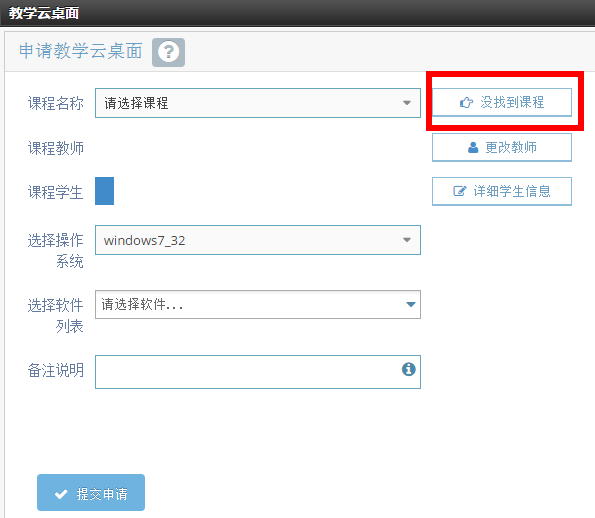 教学云桌面
申请教学云桌面 ?
课程名称 请选择课程 没找到课程
课程教师 更改教师
课程学生 详细学生信息
选择操作 windows7_32
系统
选择软件 请选择软件...
列表
备注说明
提交申请